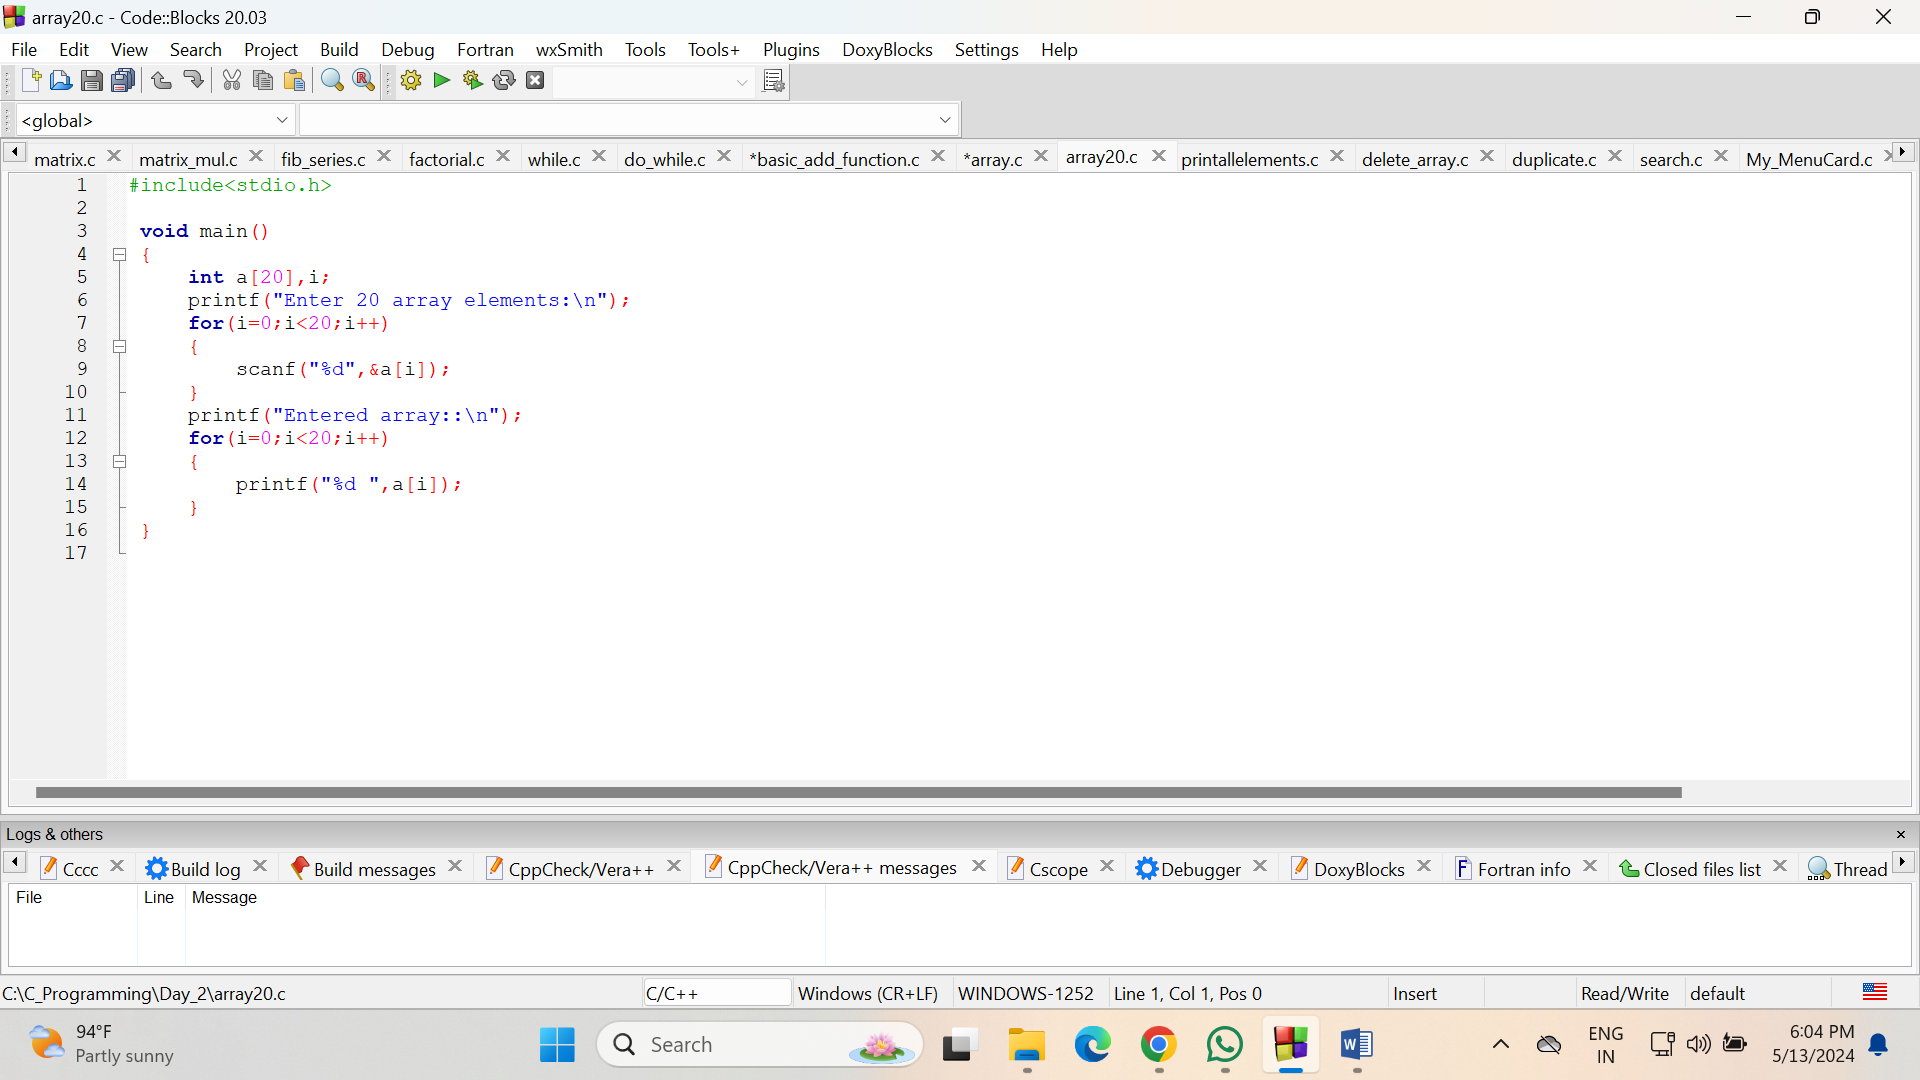 array20.c - Code::Blocks 20.03
File Edit View Search Project Build Debug Fortran wxSmith Tools Tools+ Plugins DoxyBlocks Settings Help
<global>
matrix.c matrix_mul.c fib_series.c factorial.c while.c do_while.c *basic_add_function.c *array.c array20.c printallelements.c delete_array.c duplicate.c search.c My_MenuCard.c
1 #include<stdio.h>
2
3 void main()
4 {
5 int a[20],i;
6 printf("Enter 20 array elements:\n");
7 for(i=0;i<20;i++)
8 {
9 scanf("%d",&a[i]);
10 }
11 printf("Entered array::\n");
12 for(i=0;i<20;i++)
13 {
14 printf("%d ",a[i]);
15 }
16 }
17
Logs & others
Cccc Build log Build messages CppCheck/Vera++ CppCheck/Vera++ messages Cscope Debugger DoxyBlocks Fortran info Closed files list Thread
File Line Message
C:\C_Programming\Day_2\array20.c C/C++ Windows (CR+LF) WINDOWS-1252 Line 1, Col 1, Pos 0 Insert Read/Write default
94°F
Partly sunny
Search
ENG
IN
6:04 PM
5/13/2024